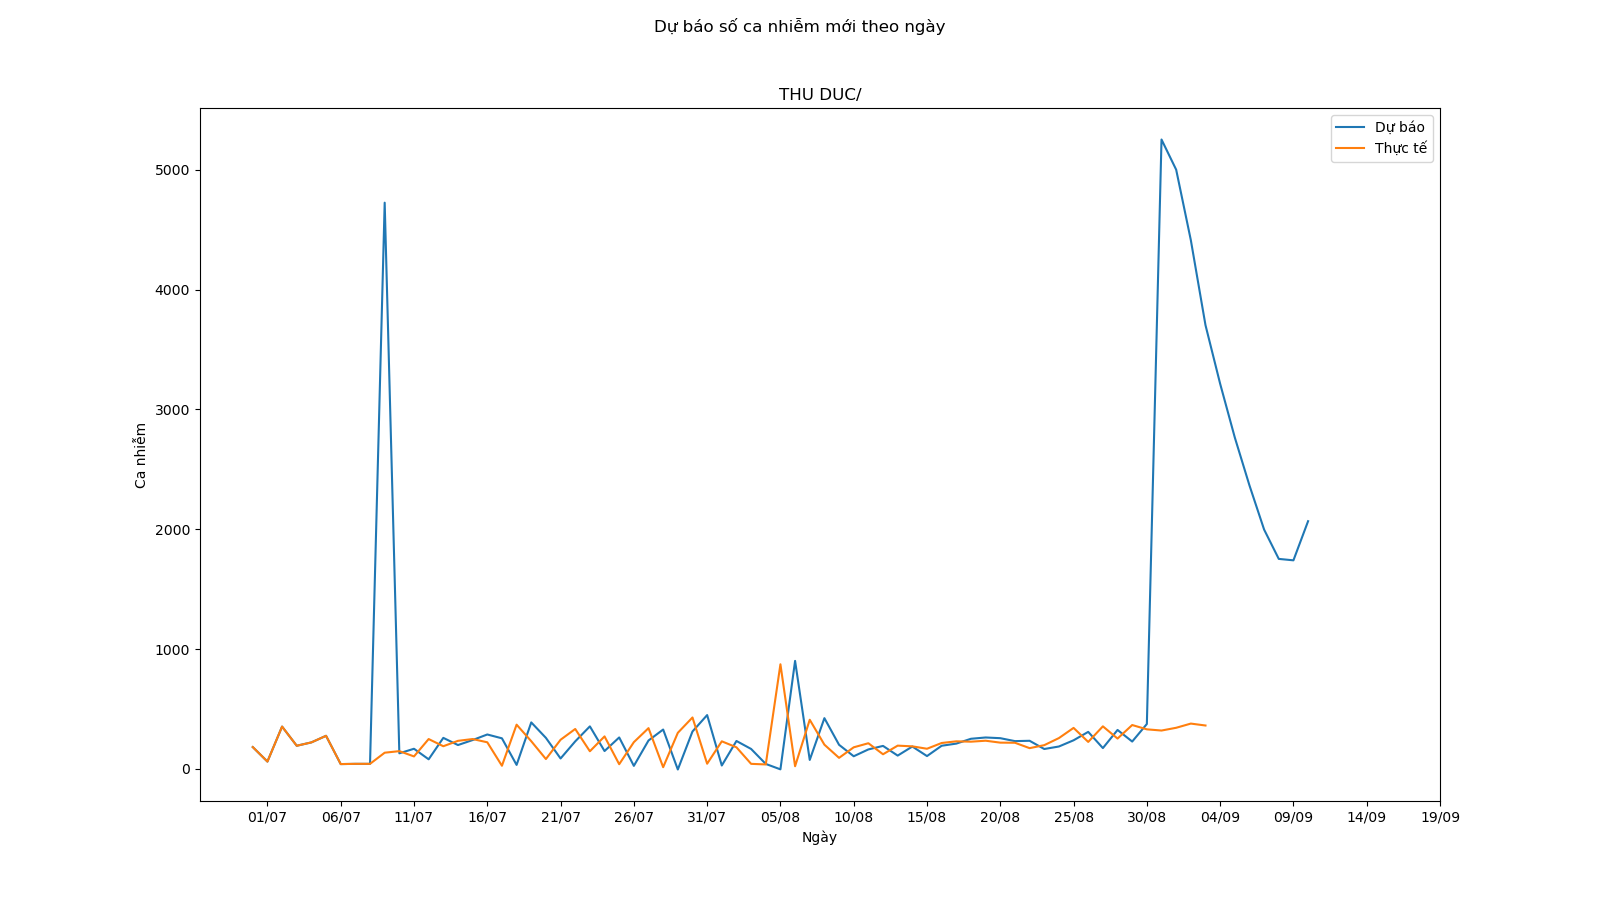 Dự báo số ca nhiễm mới theo ngày
THU DUC/
Dự báo
Thực tế
Ca nhiễm
5000
4000
3000
2000
1000
0
01/07 06/07 11/07 16/07 21/07 26/07 31/07 05/08 10/08 15/08 20/08 25/08 30/08 04/09 09/09 14/09 19/09
Ngày